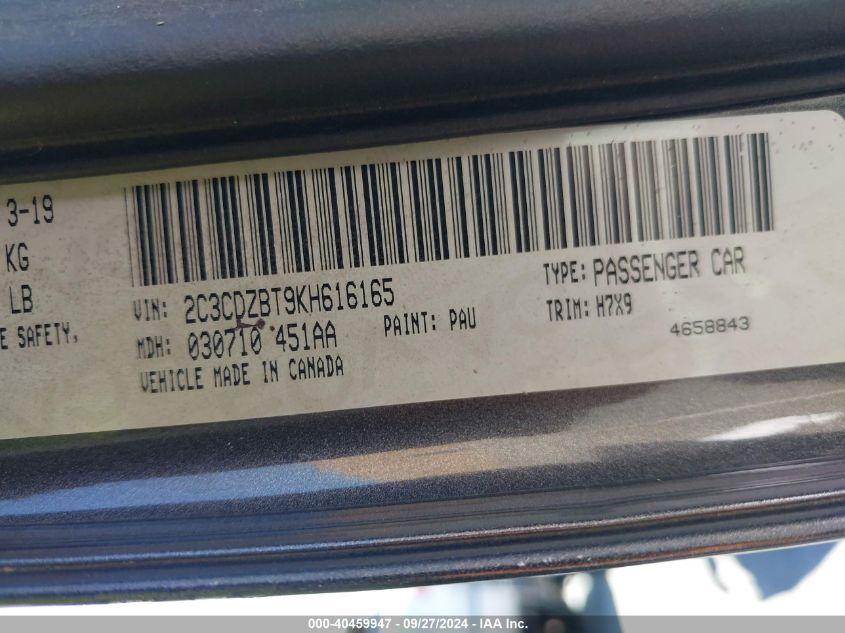 3-19
KG
LB
E SAFETY,
VIN: 2C3CDZBT9KH616165
TYPE: PASSENGER CAR
MDH: 030710 451AA
PAINT: PAU
TRIM: H7X9
4658843
VEHICLE MADE IN CANADA
000-40459947 - 09/27/2024 - IAA Inc.